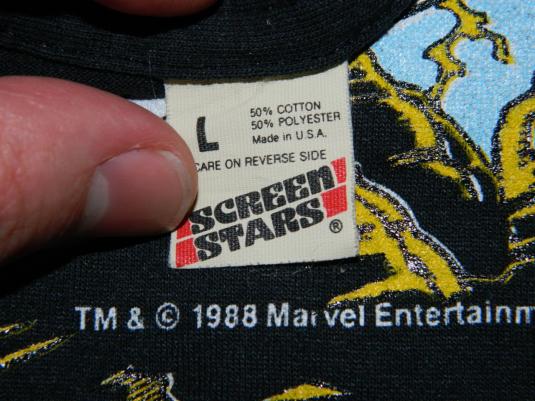 L
50% COTTON
50% POLYESTER
Made in U.S.A.
CARE ON REVERSE SIDE
SCREEN
STARS ®
TM & © 1988 Marvel Entertainm